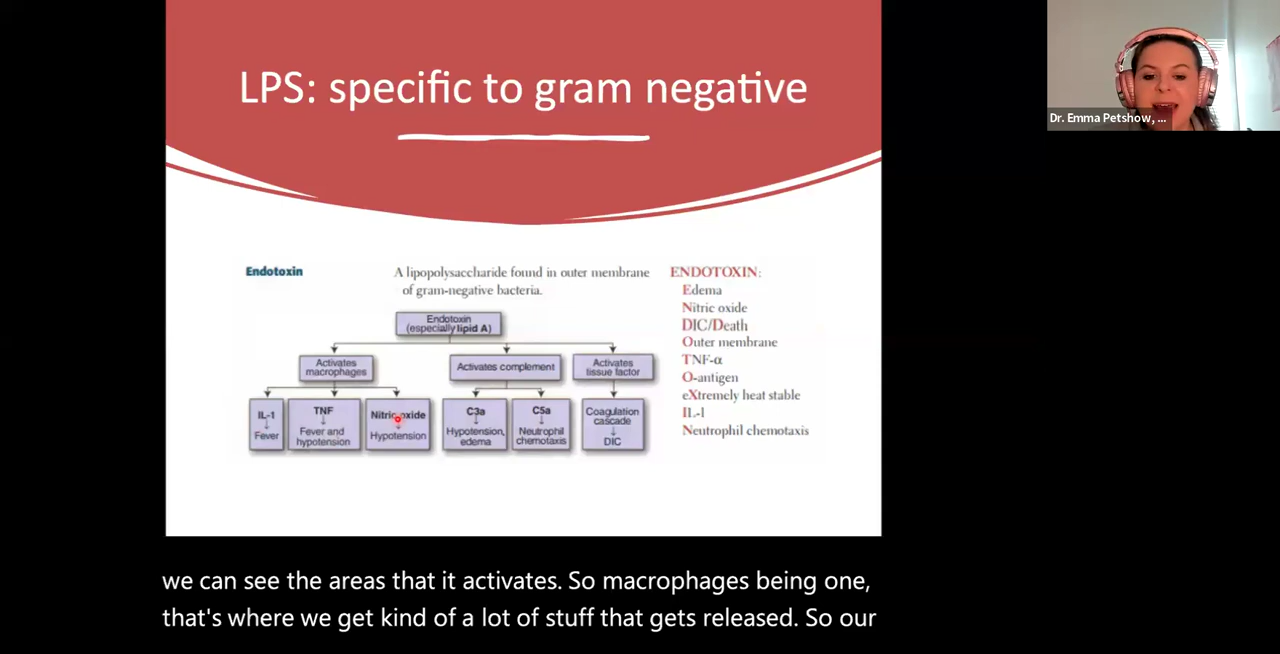 LPS: specific to gram negative
Dr. Emma Petshow, ...
Endotoxin
A lipopolysaccharide found in outer membrane
of gram-negative bacteria.
Endotoxin
(especially lipid A)
Activates
macrophages
Activates complement
Activates
tissue factor
IL-1
Fever
TNF
Fever and
hypotension
Nitric oxide
Hypotension
C3a
Hypotension,
edema
C5a
Neutrophil
chemotaxis
Coagulation
cascade
DIC
ENDOTOXIN:
Edema
Nitric oxide
DIC/Death
Outer membrane
TNF-α
O-antigen
eXtremely heat stable
IL-1
Neutrophil chemotaxis
we can see the areas that it activates. So macrophages being one,
that's where we get kind of a lot of stuff that gets released. So our